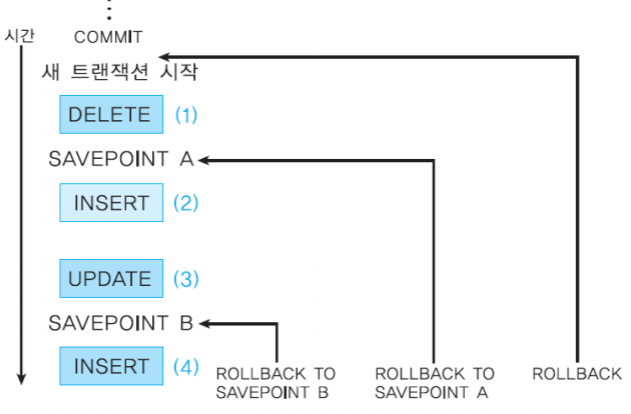 시간 COMMIT
새 트랜잭션 시작
DELETE (1)
SAVEPOINT A
INSERT (2)
UPDATE (3)
SAVEPOINT B
INSERT (4)
ROLLBACK TO
SAVEPOINT B
ROLLBACK TO
SAVEPOINT A
ROLLBACK